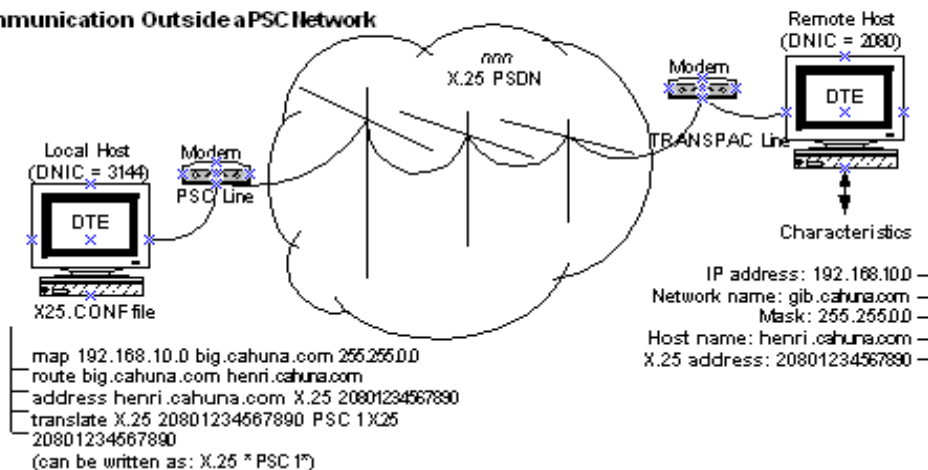 mmunication Outside a PSC Network
Remote Host
(DNIC = 2080)
Modem
X.25 PSDN
DTE
TRANSPAC Line
Local Host
(DNIC = 3144)
Modem
PSC Line
DTE
X25.CONF file
Characteristics
IP address: 192.168.10.0
Network name: gib.cahuna.com
Mask: 255.255.0.0
Host name: henri.cahuna.com
X.25 address: 20801234567890
map 192.168.10.0 big.cahuna.com 255.255.0.0
route big.cahuna.com henri.cahuna.com
address henri.cahuna.com X.25 20801234567890
translate X.25 20801234567890 PSC 1 X25
20801234567890
(can be written as: X.25 * PSC 1*)